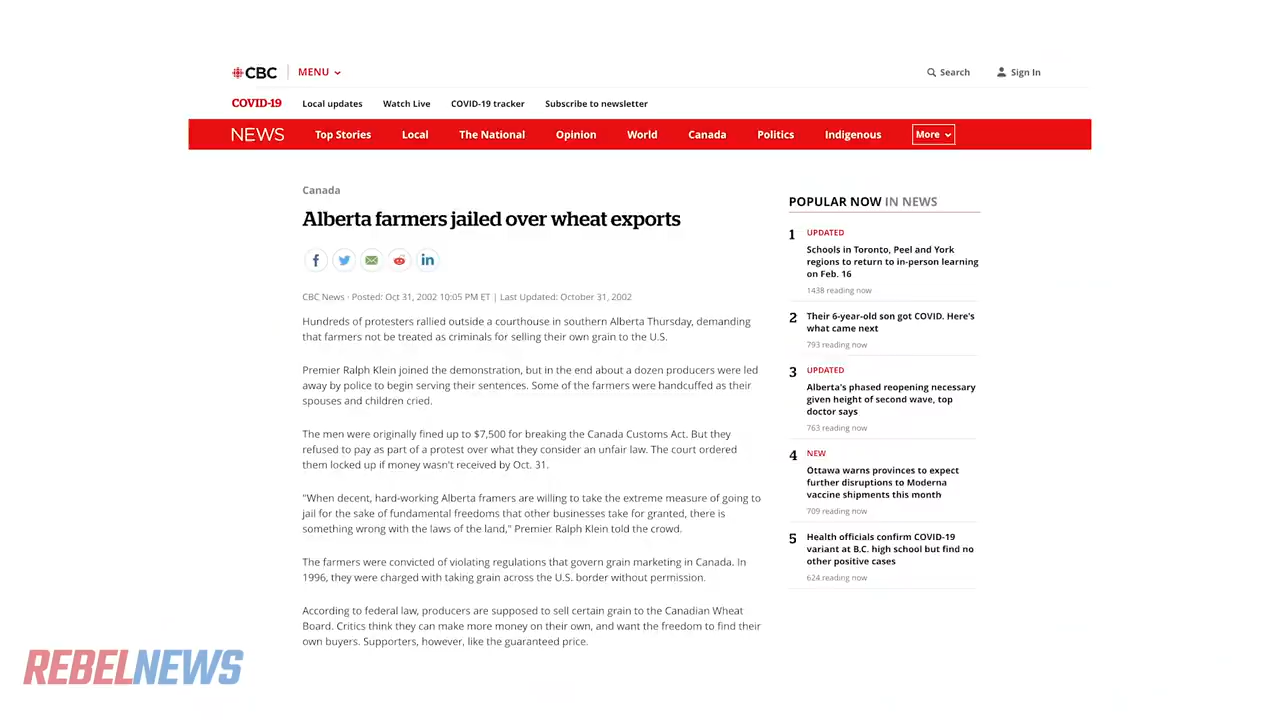 CBC MENU
Search Sign In
COVID-19 Local updates Watch Live COVID-19 tracker Subscribe to newsletter
NEWS Top Stories Local The National Opinion World Canada Politics Indigenous More
Canada
Alberta farmers jailed over wheat exports
CBC News · Posted: Oct 31, 2002 10:05 PM ET | Last Updated: October 31, 2002
Hundreds of protesters rallied outside a courthouse in southern Alberta Thursday, demanding
that farmers not be treated as criminals for selling their own grain to the U.S.
Premier Ralph Klein joined the demonstration, but in the end about a dozen producers were led
away by police to begin serving their sentences. Some of the farmers were handcuffed as their
spouses and children cried.
The men were originally fined up to $7,500 for breaking the Canada Customs Act. But they
refused to pay as part of a protest over what they consider an unfair law. The court ordered
them locked up if money wasn't received by Oct. 31.
"When decent, hard-working Alberta framers are willing to take the extreme measure of going to
jail for the sake of fundamental freedoms that other businesses take for granted, there is
something wrong with the laws of the land," Premier Ralph Klein told the crowd.
The farmers were convicted of violating regulations that govern grain marketing in Canada. In
1996, they were charged with taking grain across the U.S. border without permission.
According to federal law, producers are supposed to sell certain grain to the Canadian Wheat
Board. Critics think they can make more money on their own, and want the freedom to find their
own buyers. Supporters, however, like the guaranteed price.
POPULAR NOW IN NEWS
1 UPDATED
Schools in Toronto, Peel and York
regions to return to in-person learning
on Feb. 16
1438 reading now
2 Their 6-year-old son got COVID. Here's
what came next
793 reading now
3 UPDATED
Alberta's phased reopening necessary
given height of second wave, top
doctor says
763 reading now
4 NEW
Ottawa warns provinces to expect
further disruptions to Moderna
vaccine shipments this month
709 reading now
5 Health officials confirm COVID-19
variant at B.C. high school but find no
other positive cases
624 reading now
REBELNEWS